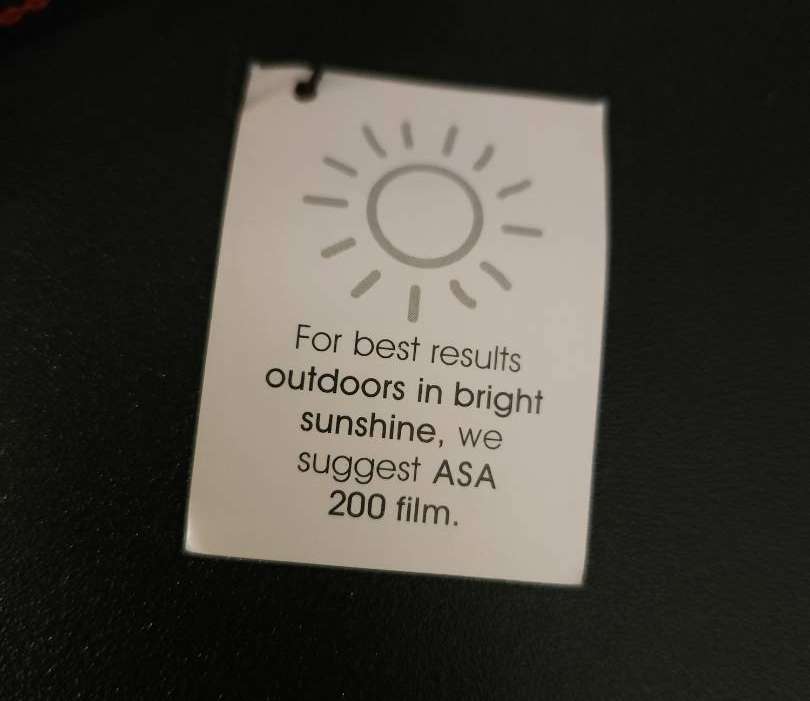 For best results
outdoors in bright
sunshine, we
suggest ASA
200 film.